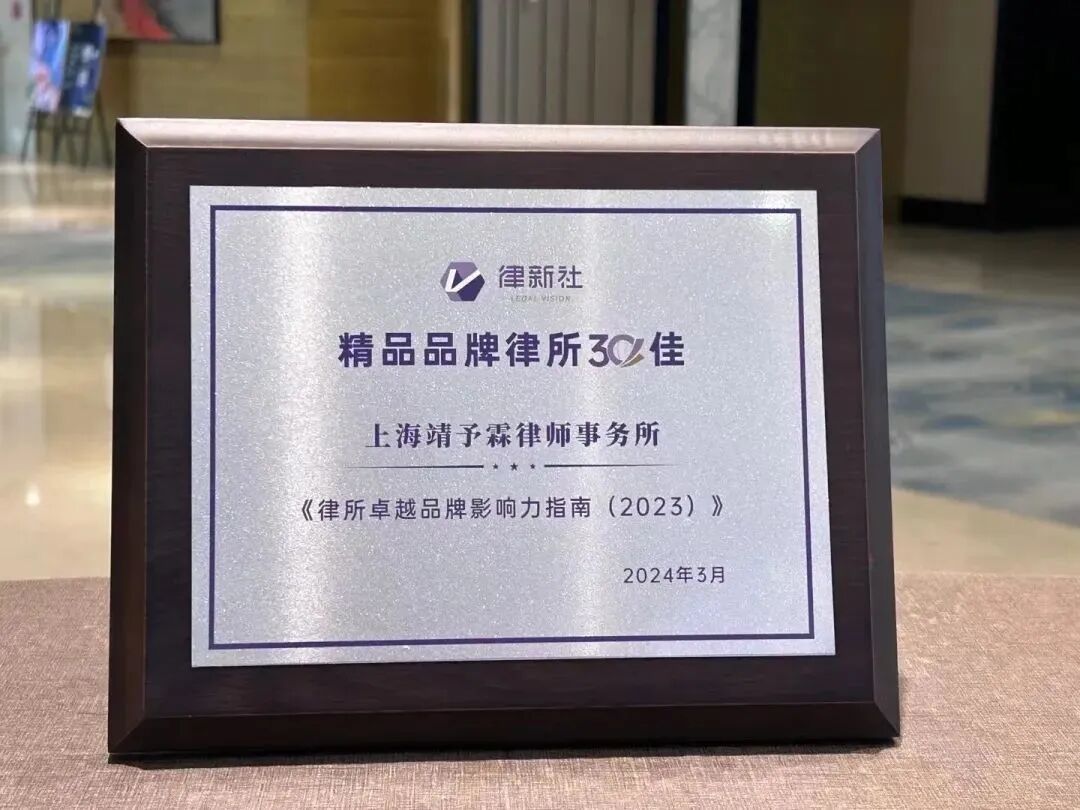 律新社
LEGAL VISION
精品品牌律所30佳
上海靖予霖律师事务所
《律所卓越品牌影响力指南（2023）》
2024年3月